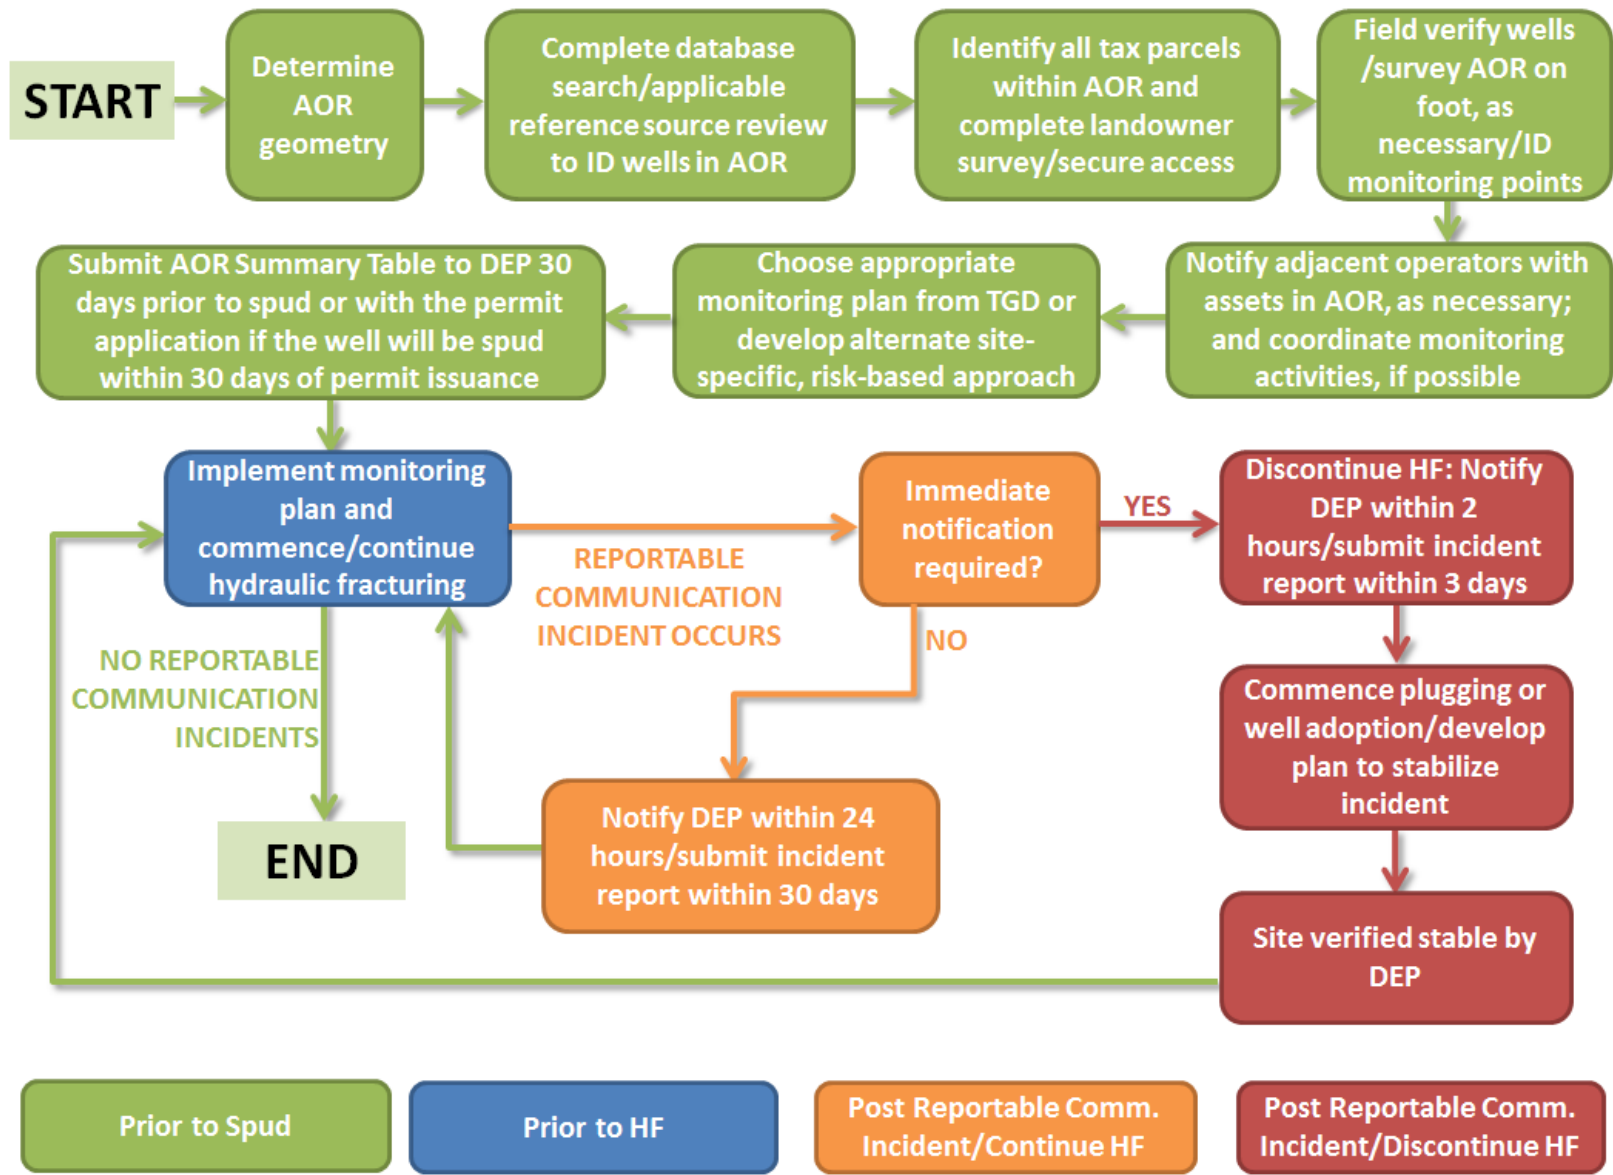 START
Determine
AOR
geometry
Complete database
search/applicable
reference source review
to ID wells in AOR
Identify all tax parcels
within AOR and
complete landowner
survey/secure access
Field verify wells
/survey AOR on
foot, as
necessary/ID
monitoring points
Notify adjacent operators with
assets in AOR, as necessary;
and coordinate monitoring
activities, if possible
Choose appropriate
monitoring plan from TGD or
develop alternate site-
specific, risk-based approach
Submit AOR Summary Table to DEP 30
days prior to spud or with the permit
application if the well will be spud
within 30 days of permit issuance
Implement monitoring
plan and
commence/continue
hydraulic fracturing
NO REPORTABLE
COMMUNICATION
INCIDENTS
END
REPORTABLE
COMMUNICATION
INCIDENT OCCURS
Immediate
notification
required?
NO
Notify DEP within 24
hours/submit incident
report within 30 days
YES
Discontinue HF: Notify
DEP within 2
hours/submit incident
report within 3 days
Commence plugging or
well adoption/develop
plan to stabilize
incident
Site verified stable by
DEP
Prior to Spud
Prior to HF
Post Reportable Comm.
Incident/Continue HF
Post Reportable Comm.
Incident/Discontinue HF